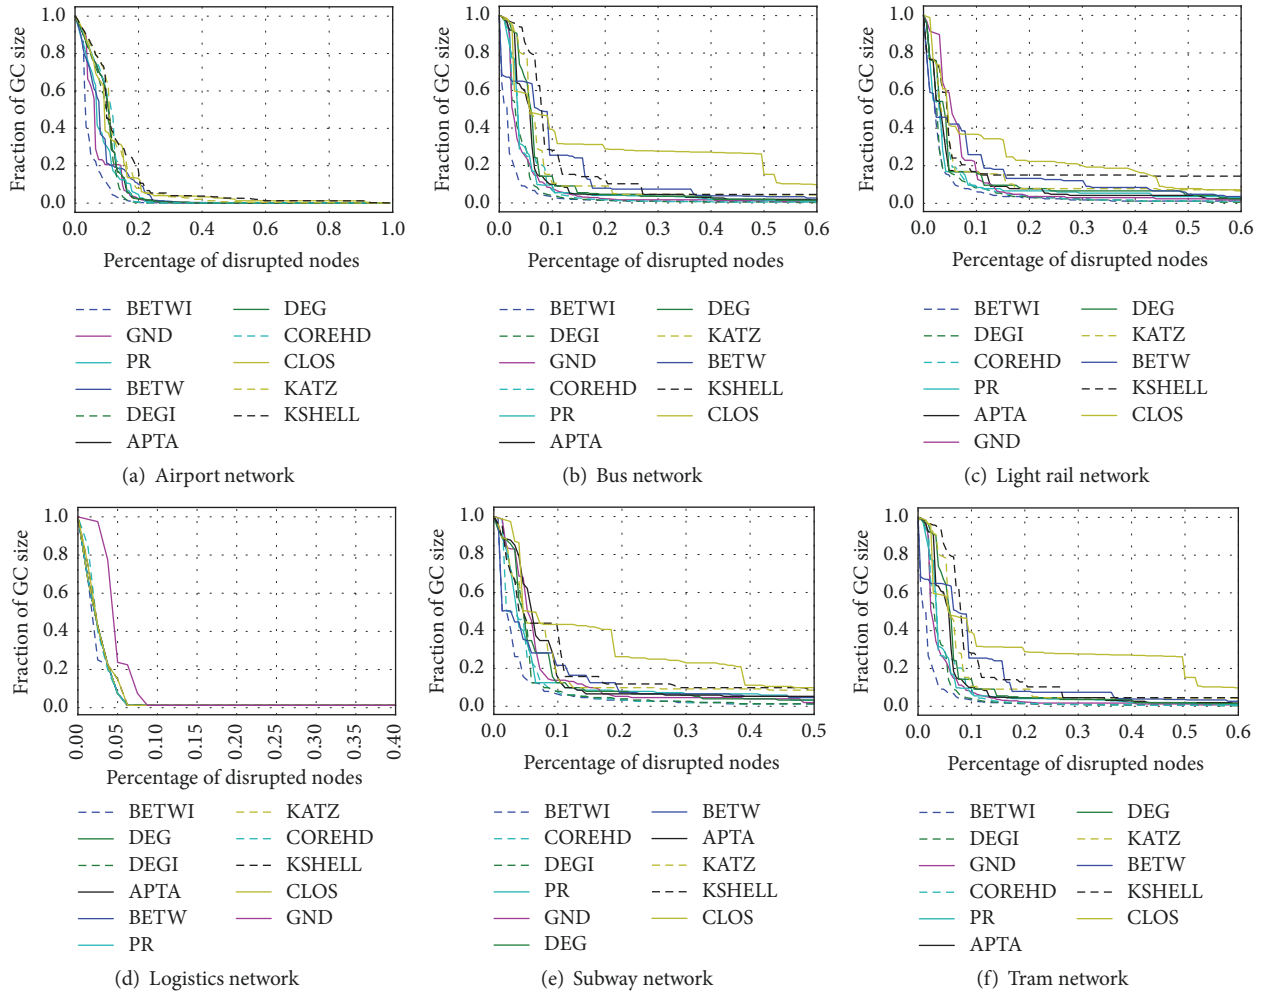 Fraction of GC size
1.0
0.8
0.6
0.4
0.2
0.0
0.0 0.2 0.4 0.6 0.8 1.0
Percentage of disrupted nodes
BETWI DEG
GND COREHD
PR CLOS
BETW KATZ
DEGI KSHELL
APTA
(a) Airport network
Fraction of GC size
1.0
0.8
0.6
0.4
0.2
0.0
0.0 0.1 0.2 0.3 0.4 0.5 0.6
Percentage of disrupted nodes
BETWI DEG
DEGI KATZ
GND BETW
COREHD KSHELL
PR CLOS
APTA
(b) Bus network
Fraction of GC size
1.0
0.8
0.6
0.4
0.2
0.0
0.0 0.1 0.2 0.3 0.4 0.5 0.6
Percentage of disrupted nodes
BETWI DEG
DEGI KATZ
COREHD BETW
PR KSHELL
APTA CLOS
GND
(c) Light rail network
Fraction of GC size
1.0
0.8
0.6
0.4
0.2
0.0
0.00 0.05 0.10 0.15 0.20 0.25 0.30 0.35 0.40
Percentage of disrupted nodes
BETWI KATZ
DEG COREHD
DEGI KSHELL
APTA CLOS
BETW GND
PR
(d) Logistics network
Fraction of GC size
1.0
0.8
0.6
0.4
0.2
0.0
0.0 0.1 0.2 0.3 0.4 0.5
Percentage of disrupted nodes
BETWI BETW
COREHD APTA
DEGI KATZ
PR KSHELL
GND CLOS
DEG
(e) Subway network
Fraction of GC size
1.0
0.8
0.6
0.4
0.2
0.0
0.0 0.1 0.2 0.3 0.4 0.5 0.6
Percentage of disrupted nodes
BETWI DEG
DEGI KATZ
GND BETW
COREHD KSHELL
PR CLOS
APTA
(f) Tram network